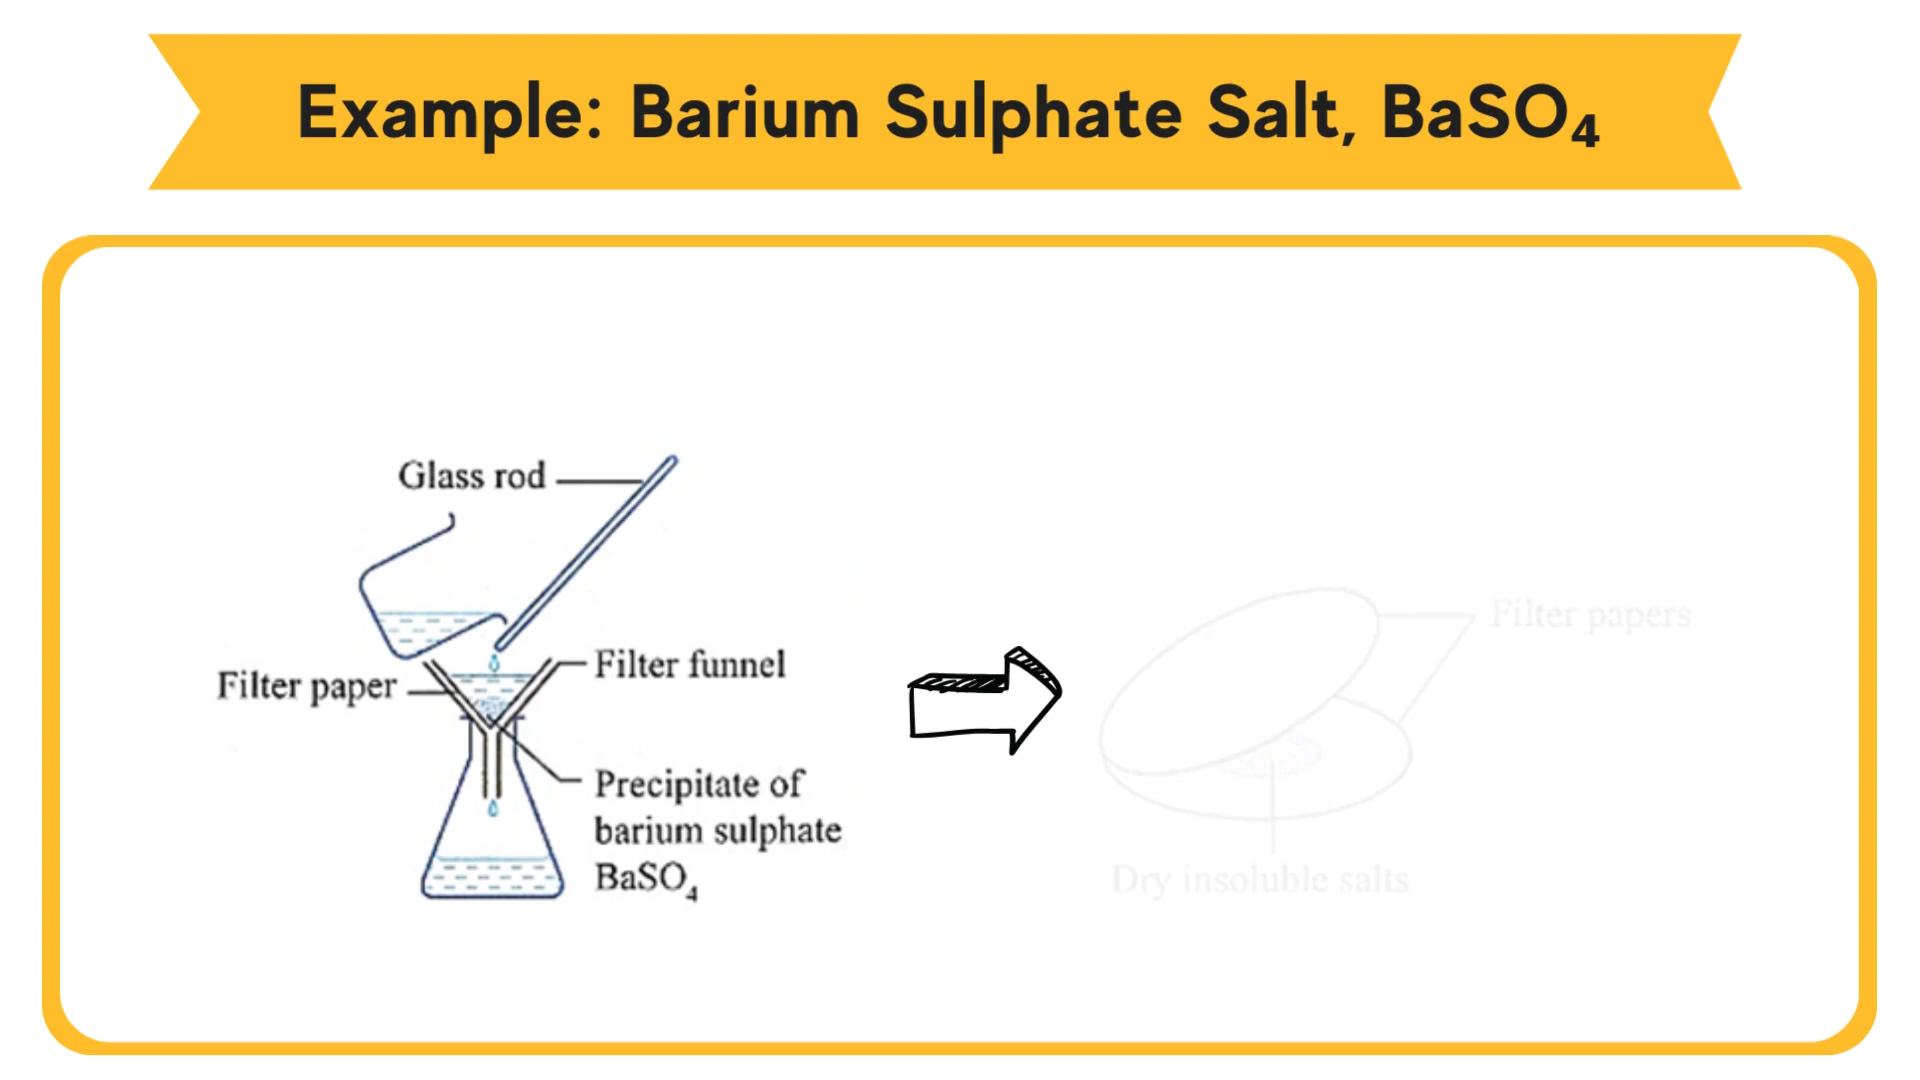 Example: Barium Sulphate Salt, BaSO₄
Glass rod
Filter paper
Filter funnel
Precipitate of
barium sulphate
BaSO₄
Filter papers
Dry insoluble salts